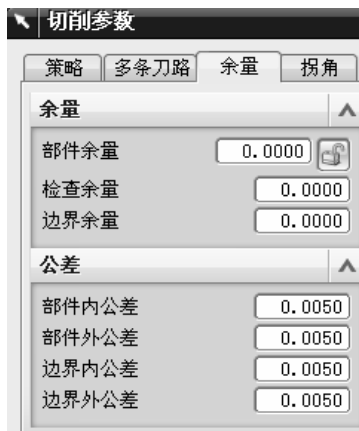 切削参数
策略 多条刀路 余量 拐角
余量
部件余量 0.0000
检查余量 0.0000
边界余量 0.0000
公差
部件内公差 0.0050
部件外公差 0.0050
边界内公差 0.0050
边界外公差 0.0050